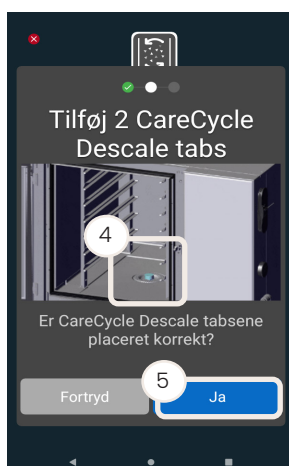 Tilføj 2 CareCycle
Descale tabs
4
Er CareCycle Descale tabsene
placeret korrekt?
5
Fortryd
Ja